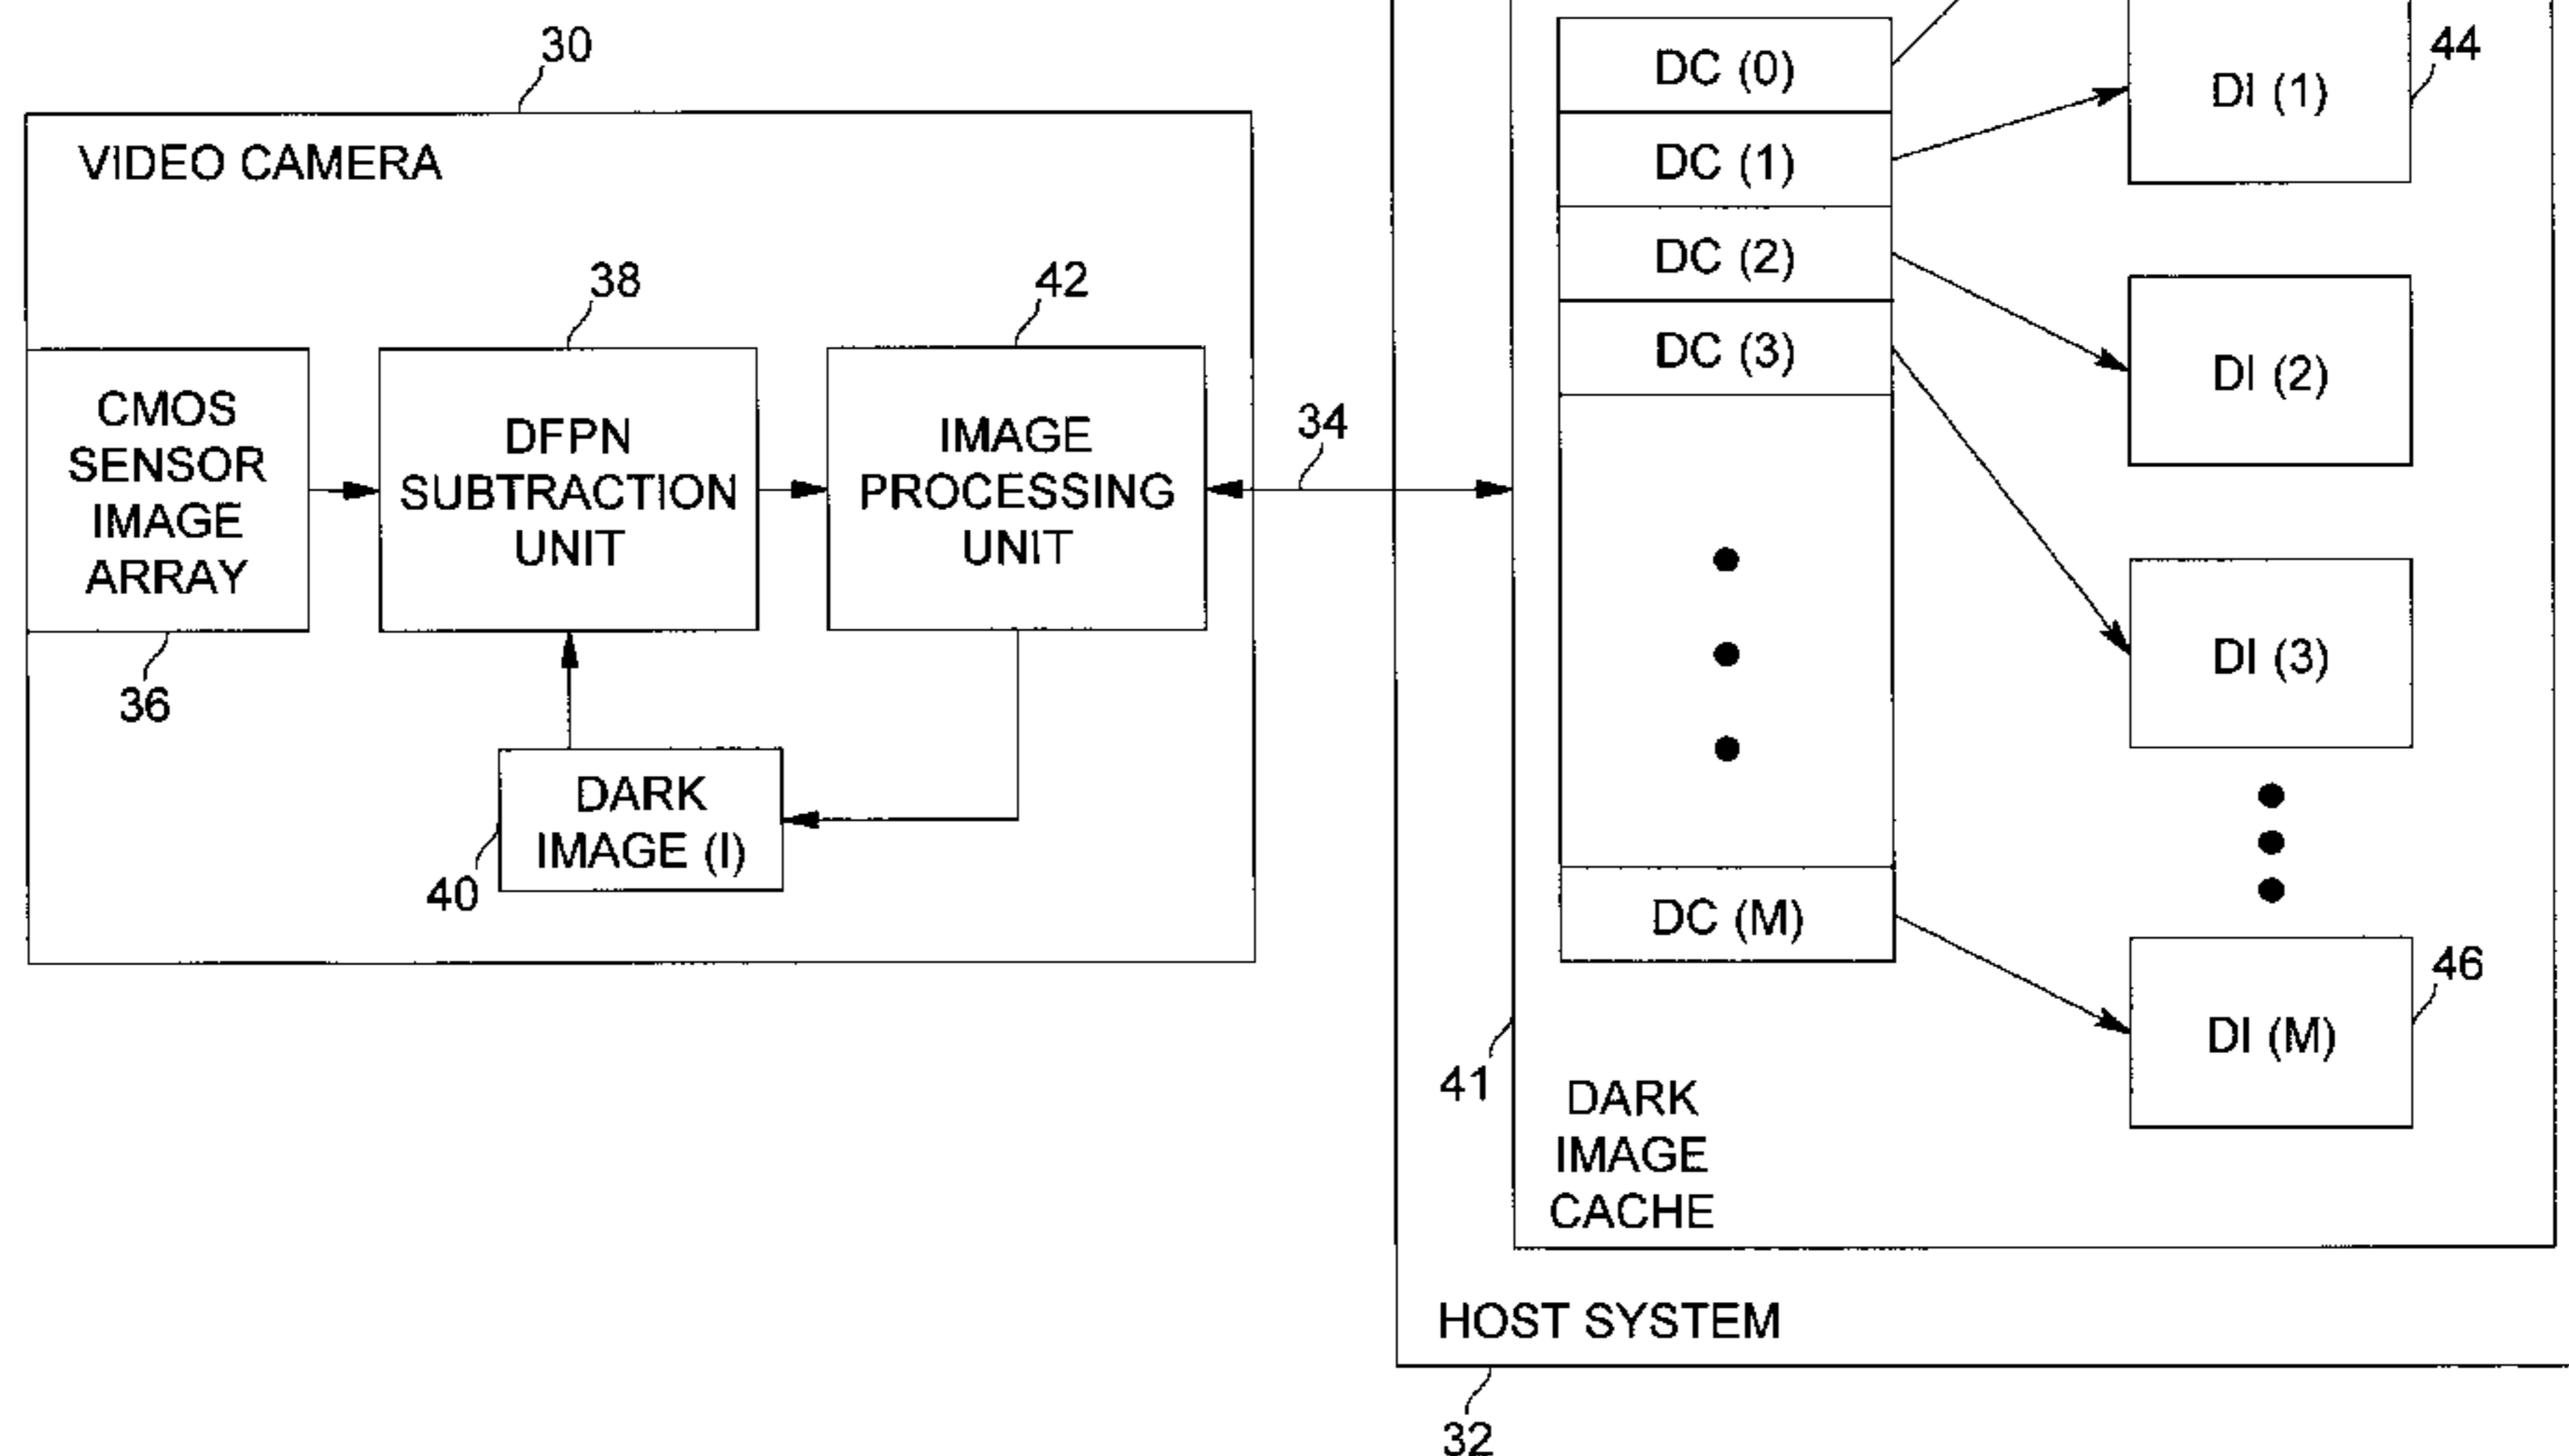 30
VIDEO CAMERA
38
42
CMOS
SENSOR
IMAGE
ARRAY
DFPN
SUBTRACTION
UNIT
IMAGE
PROCESSING
UNIT
36
DARK
IMAGE (I)
40
34
DC (0)
DC (1)
DC (2)
DC (3)
DC (M)
44
DI (1)
DI (2)
DI (3)
46
DI (M)
41
DARK
IMAGE
CACHE
HOST SYSTEM
32